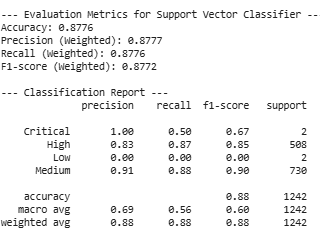 --- Evaluation Metrics for Support Vector Classifier ---
Accuracy: 0.8776
Precision (Weighted): 0.8777
Recall (Weighted): 0.8776
F1-score (Weighted): 0.8772
--- Classification Report ---
precision recall f1-score support
Critical 1.00 0.50 0.67 2
High 0.83 0.87 0.85 508
Low 0.00 0.00 0.00 2
Medium 0.91 0.88 0.90 730
accuracy 0.88 1242
macro avg 0.69 0.56 0.60 1242
weighted avg 0.88 0.88 0.88 1242